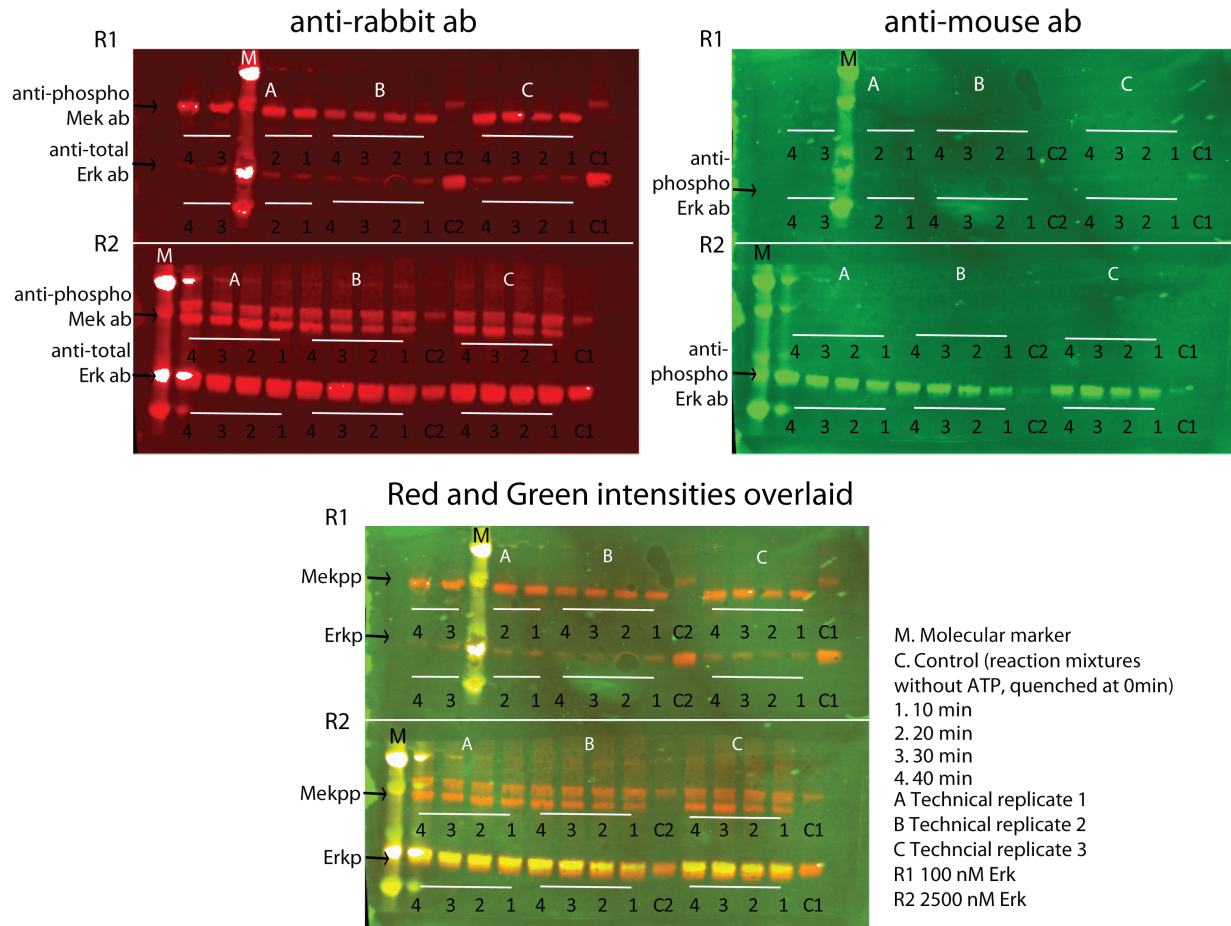 anti-rabbit ab
R1
M
A
B
C
anti-phospho
Mek ab
4 3 2 1 4 3 2 1 C2 4 3 2 1 C1
anti-total
Erk ab
4 3 2 1 4 3 2 1 C2 4 3 2 1 C1
R2
M
A
B
C
anti-phospho
Mek ab
4 3 2 1 4 3 2 1 C2 4 3 2 1 C1
anti-total
Erk ab
4 3 2 1 4 3 2 1 C2 4 3 2 1 C1
anti-mouse ab
R1
M
A
B
C
4 3 2 1 4 3 2 1 C2 4 3 2 1 C1
anti-
phospho
Erk ab
4 3 2 1 4 3 2 1 C2 4 3 2 1 C1
R2
M
A
B
C
4 3 2 1 4 3 2 1 C2 4 3 2 1 C1
anti-
phospho
Erk ab
4 3 2 1 4 3 2 1 C2 4 3 2 1 C1
Red and Green intensities overlaid
R1
M
A
B
C
Mekpp
4 3 2 1 4 3 2 1 C2 4 3 2 1 C1
Erkp
4 3 2 1 4 3 2 1 C2 4 3 2 1 C1
R2
M
A
B
C
Mekpp
4 3 2 1 4 3 2 1 C2 4 3 2 1 C1
Erkp
4 3 2 1 4 3 2 1 C2 4 3 2 1 C1
M. Molecular marker
C. Control (reaction mixtures
without ATP, quenched at 0min)
1. 10 min
2. 20 min
3. 30 min
4. 40 min
A Technical replicate 1
B Technical replicate 2
C Techncial replicate 3
R1 100 nM Erk
R2 2500 nM Erk